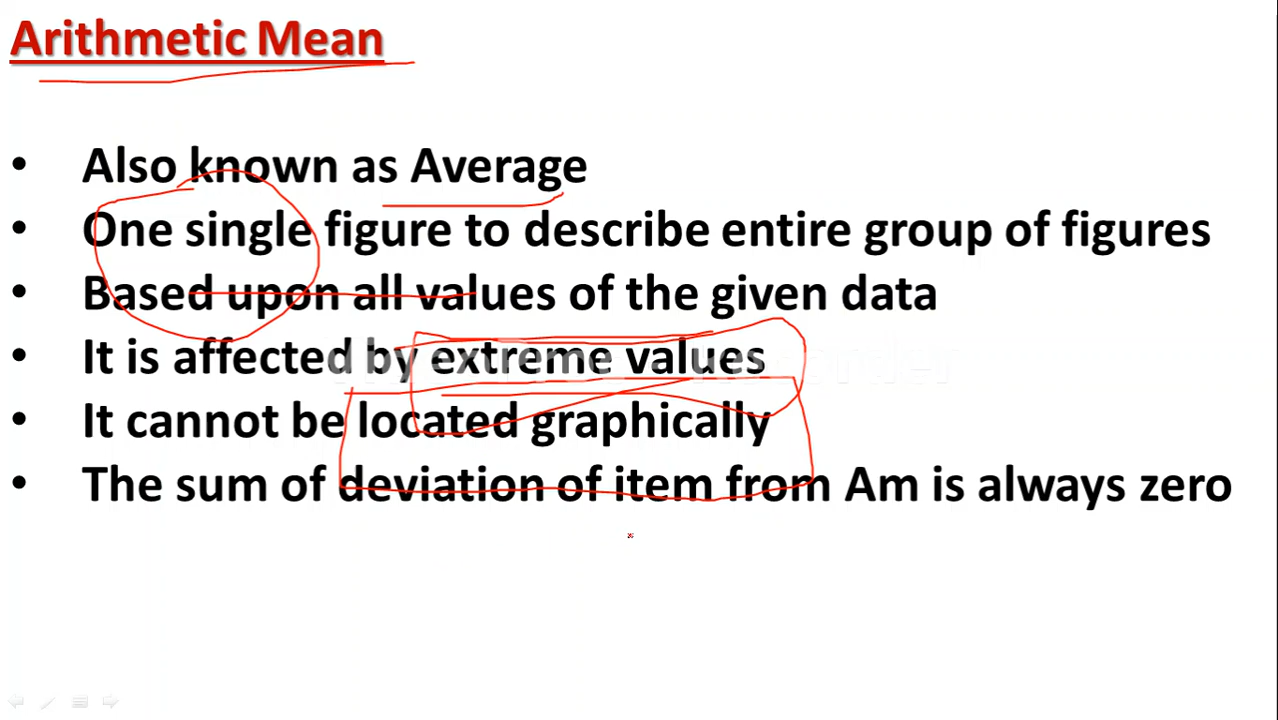 Arithmetic Mean
• Also known as Average
• One single figure to describe entire group of figures
• Based upon all values of the given data
• It is affected by extreme values
• It cannot be located graphically
• The sum of deviation of item from Am is always zero